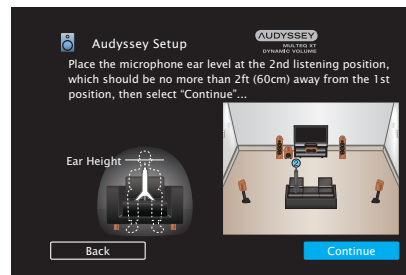 Audyssey Setup
AUDYSSEY
MULTEQ XT
DYNAMIC VOLUME
Place the microphone ear level at the 2nd listening position,
which should be no more than 2ft (60cm) away from the 1st
position, then select “Continue”...
Ear Height
2
Back
Continue